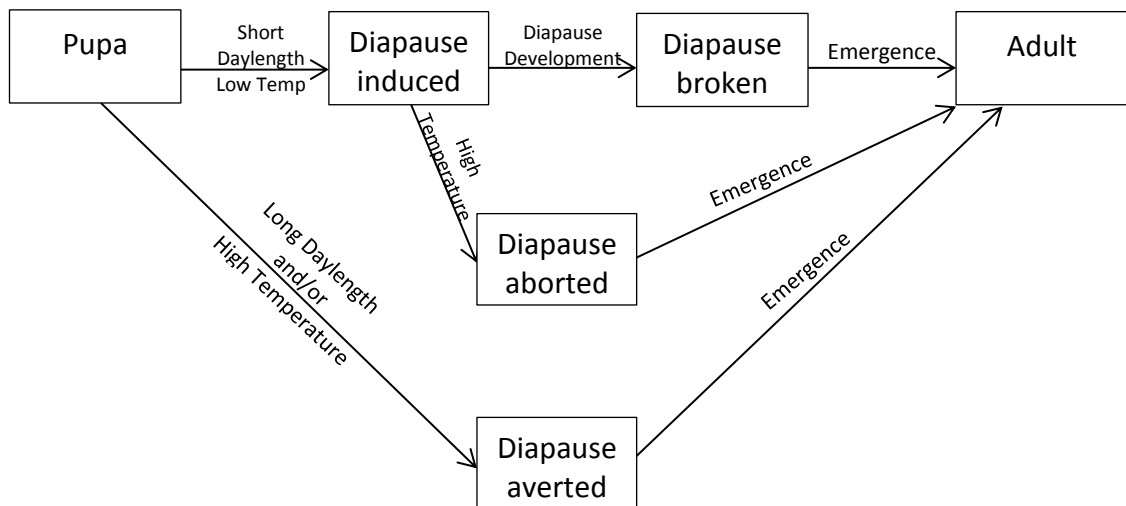 Pupa
Short
Daylength
Low Temp
Diapause
induced
Diapause
Development
Diapause
broken
Emergence
Adult
High
Temperature
Emergence
Diapause
aborted
Long Daylength
and/or
High Temperature
Emergence
Diapause
averted